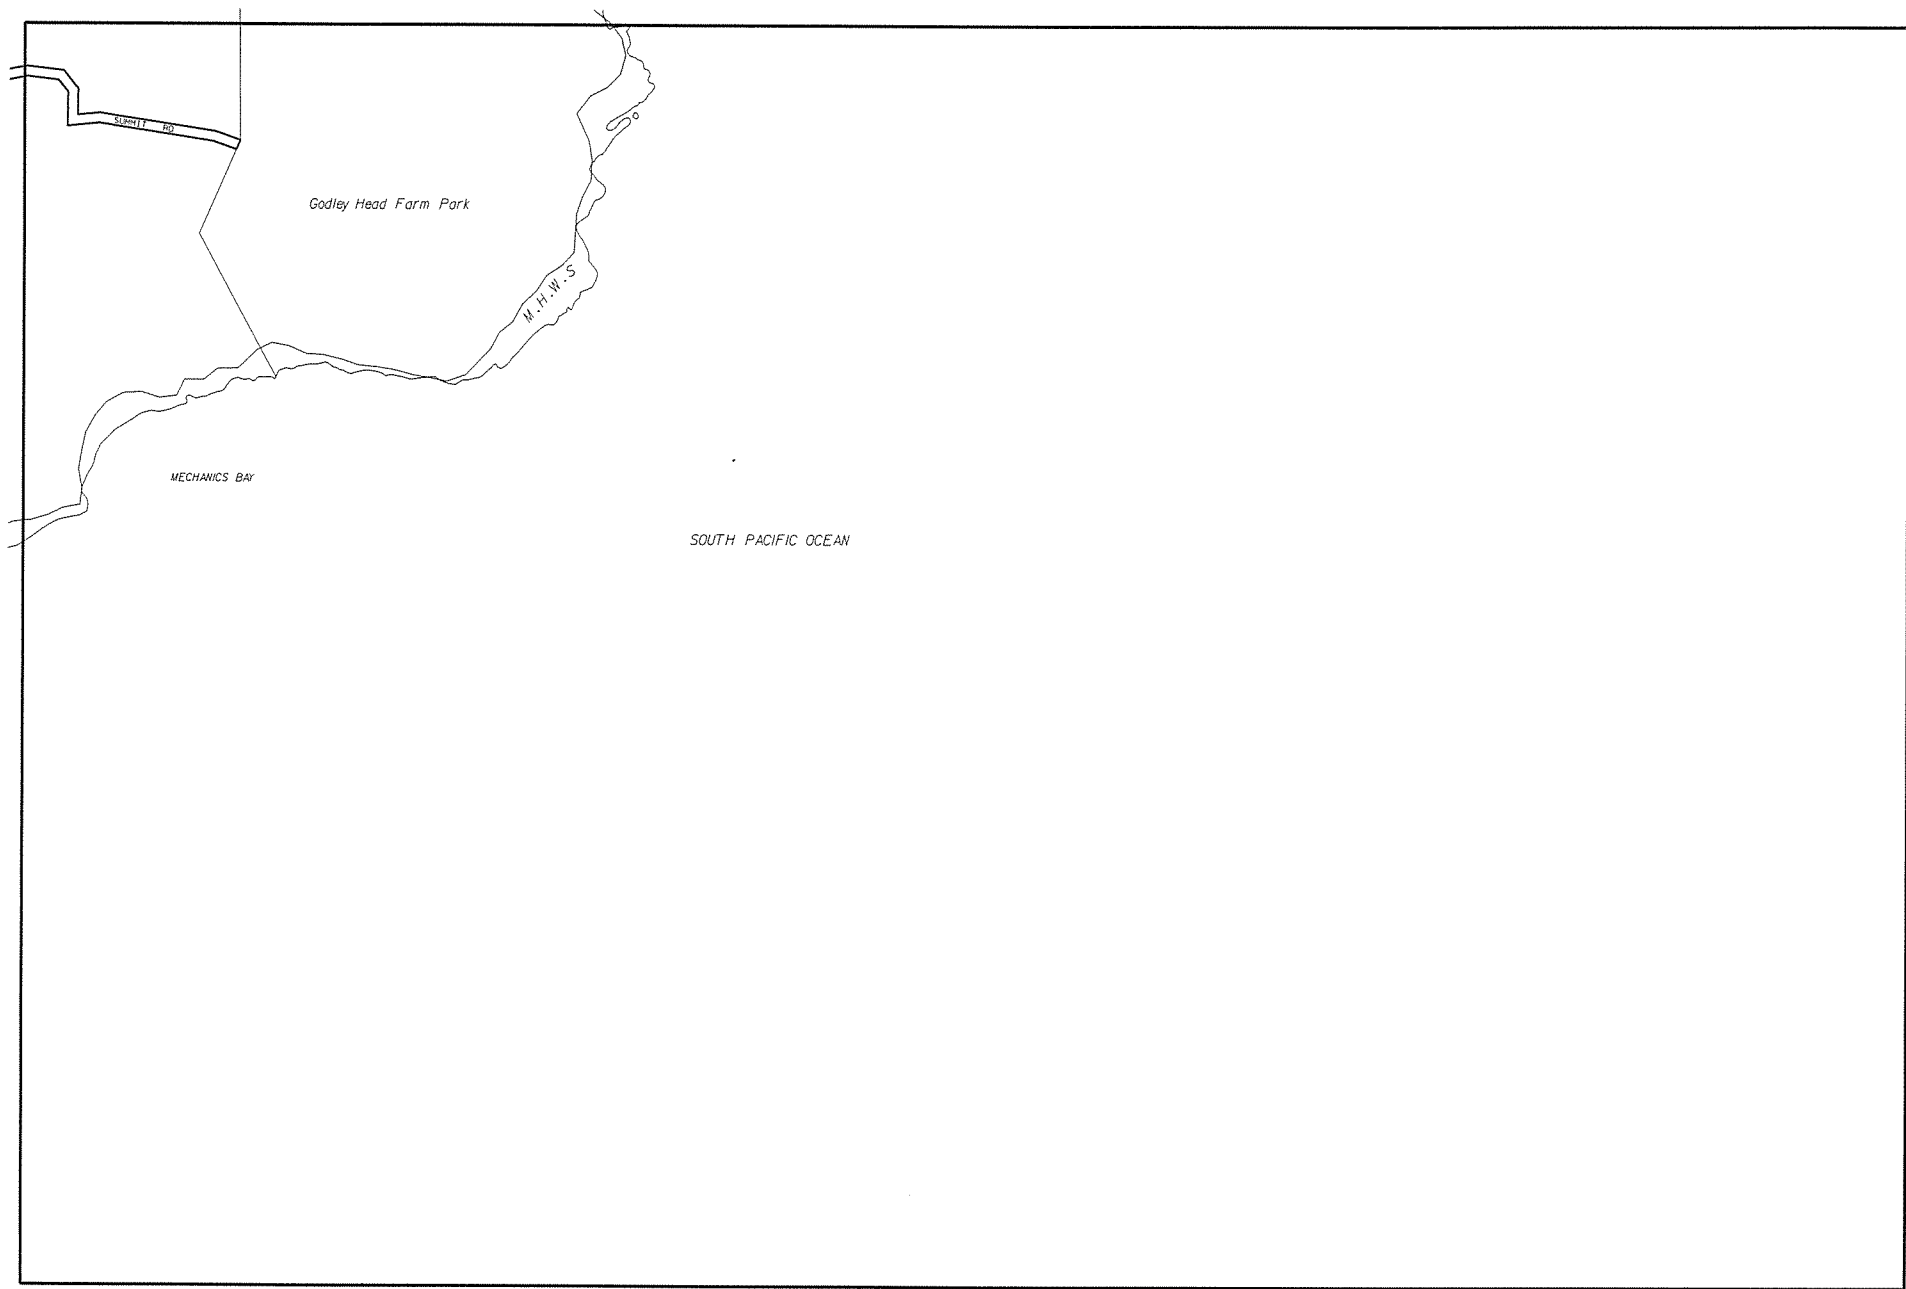 SUMMIT RD
Godley Head Farm Park
M.H.W.S
MECHANICS BAY
SOUTH PACIFIC OCEAN